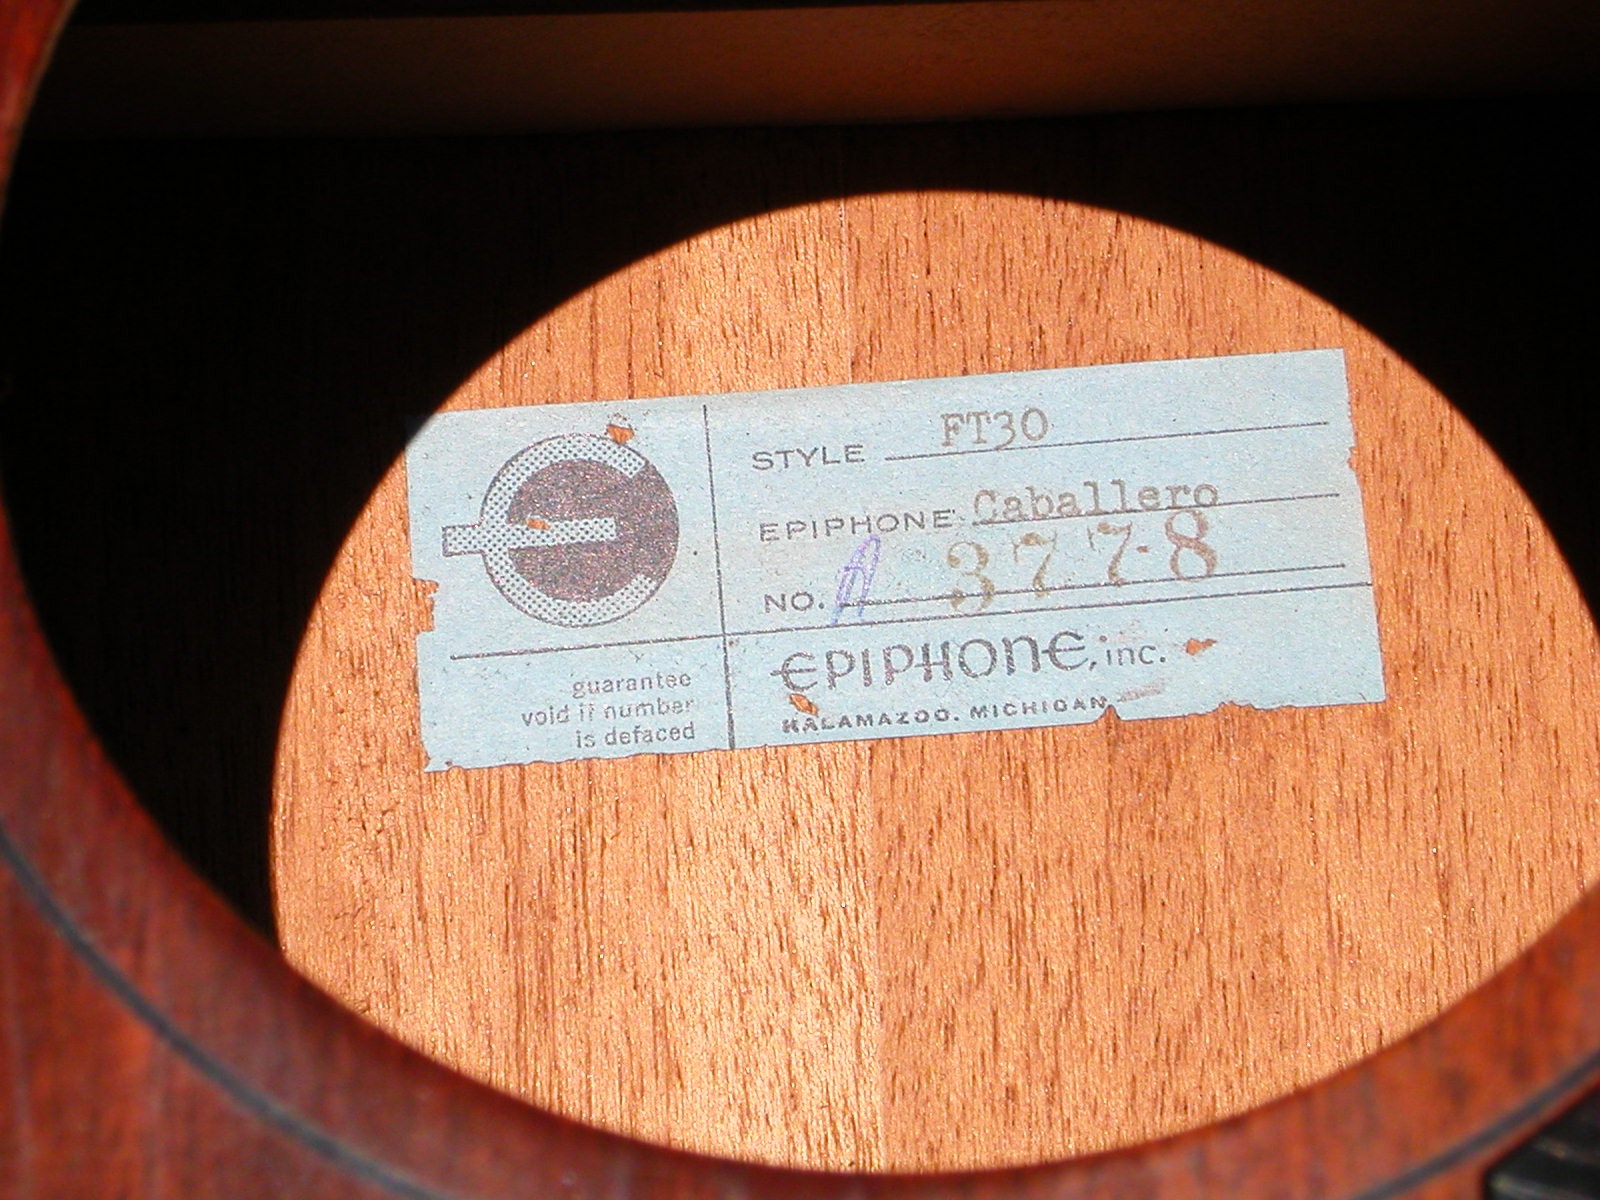 STYLE FT30
EPIPHONE Caballero
NO. A 3778
EPIPHONE, inc.
KALAMAZOO, MICHIGAN
guarantee
void if number
is defaced